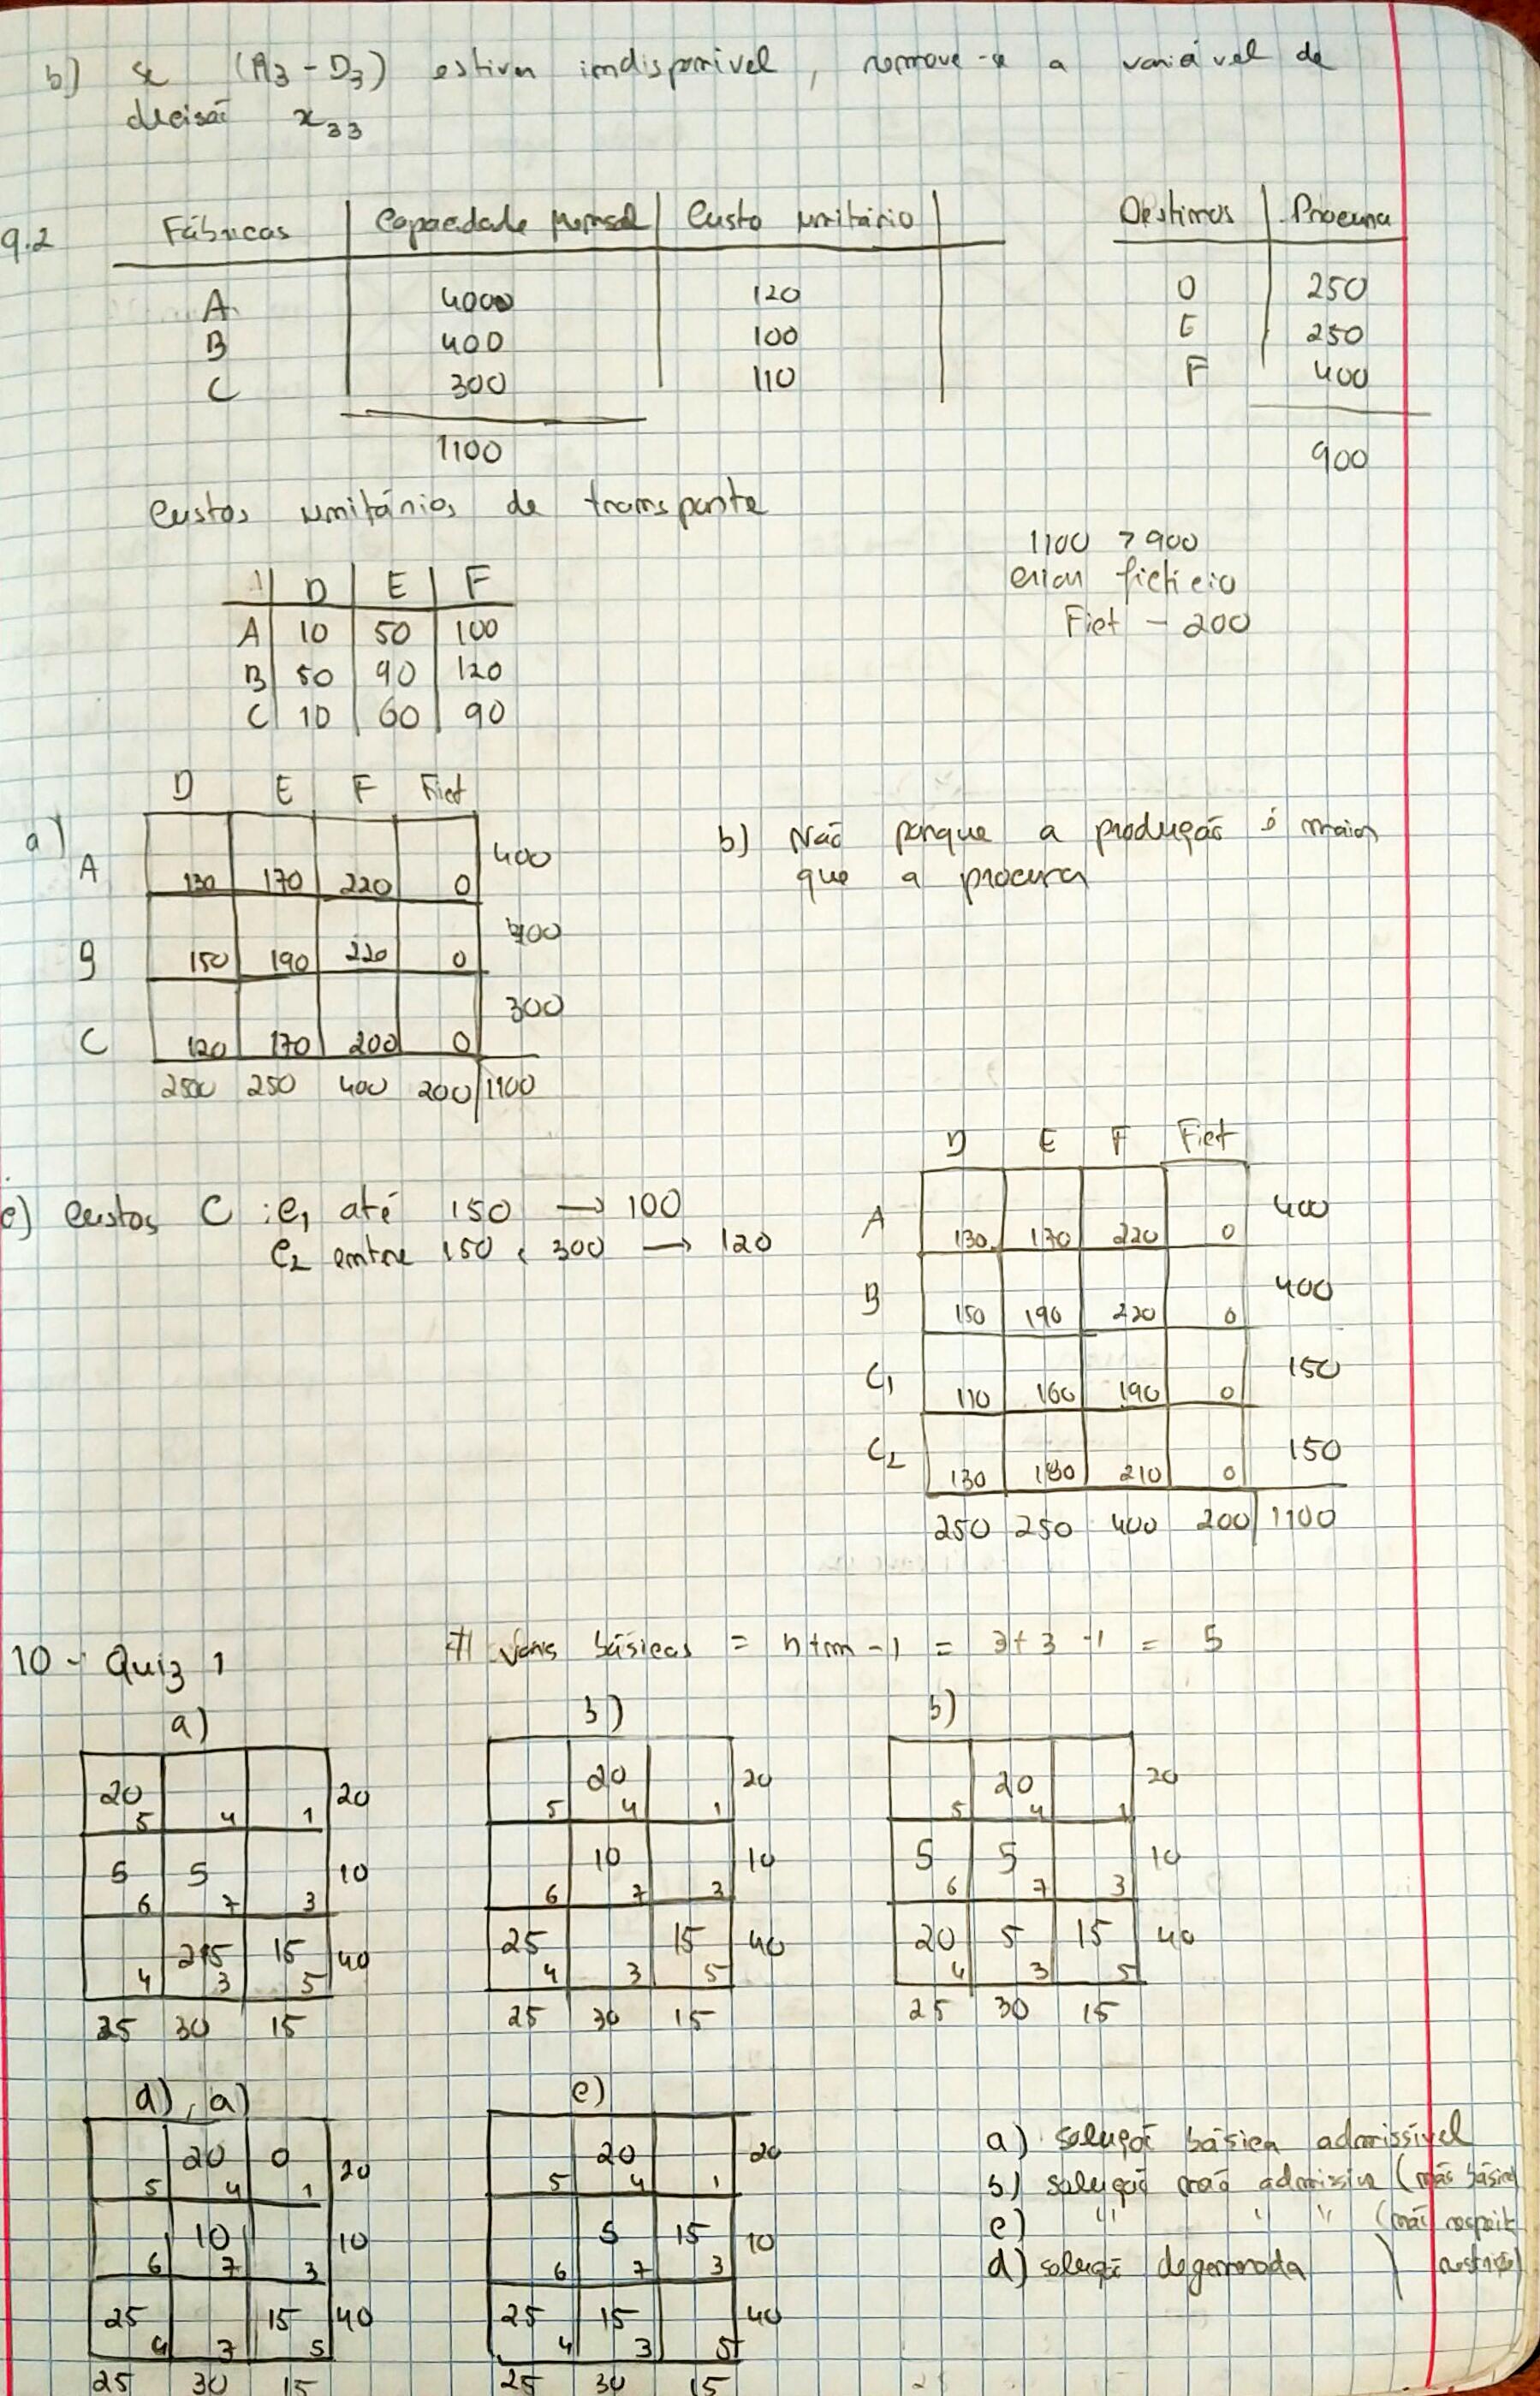 b) se (A3 - D3) estiver indisponível, remove-se a variável de
decisão x33
9.2 Fábricas | Capacidade Mensal | Custo unitário |
A 4000 120
B 400 100
C 300 110
1100
Destinos | Procura
D 250
E 250
F 400
900
Custos unitários de transporte
1100 > 900
criar fictício
Fict - 200
D E F
A 10 50 100
B 50 90 120
C 10 60 90
a)
D E F Fict
A 130 170 220 0 400
B 150 190 220 0 400
C 120 170 200 0 300
250 250 400 200 1100
b) Não porque a produção é maior
que a procura
c) Custos C : C1 até 150 → 100
C2 entre 150 e 300 → 120
D E F Fict
A 130 170 220 0 400
B 150 190 220 0 400
C1 110 160 190 0 150
C2 130 180 210 0 150
250 250 400 200 1100
10 - Quiz 1
# vars básicas = n+m-1 = 3+3-1 = 5
a)
20 5 4 1 20
5 6 5 7 3 10
4 25 3 15 5 40
25 30 15
b)
5 20 4 1 20
6 10 7 3 10
25 4 3 15 5 40
25 30 15
b)
5 20 4 1 20
5 6 5 7 3 10
20 4 5 3 15 5 40
25 30 15
d), a)
5 20 4 0 1 20
6 10 7 3 10
25 4 7 15 5 40
25 30 15
c)
5 20 4 1 20
6 5 7 15 3 10
25 4 15 3 5 40
25 30 15
a) solução básica admissível
b) solução não admissiv (não básica
c) " " " (não respeita
d) solução degenerada restrição)